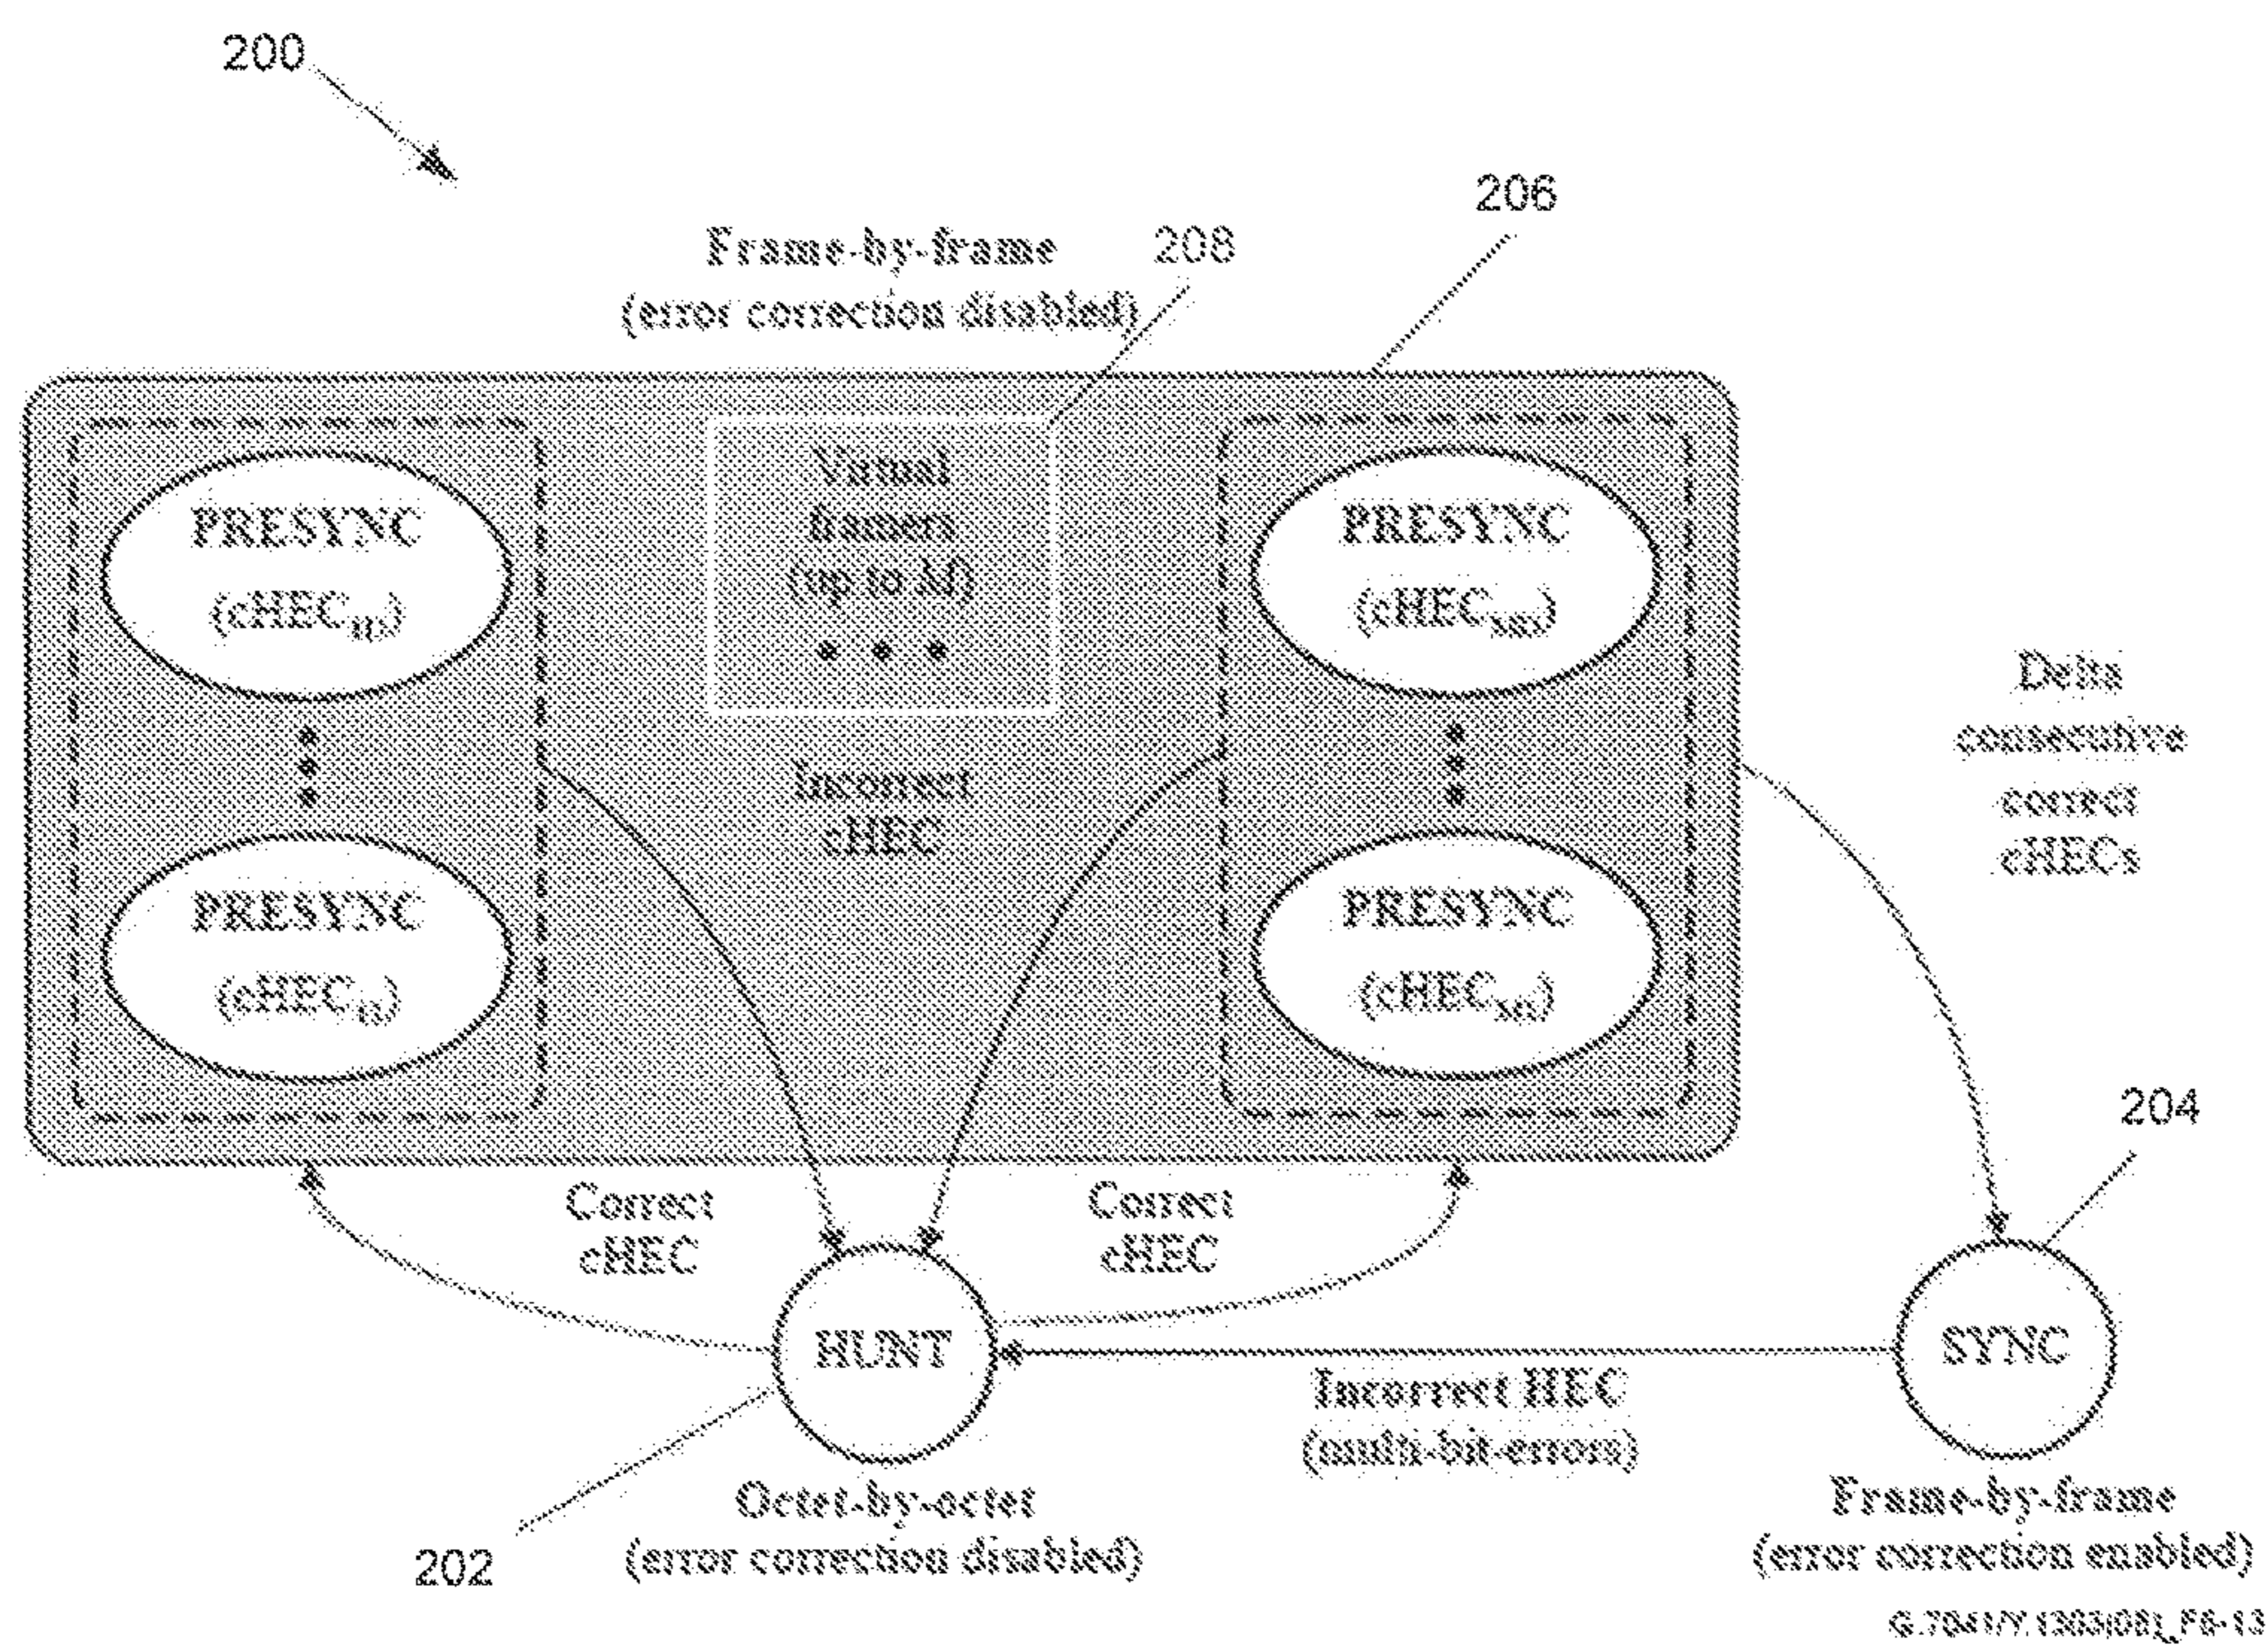 200
206
Frame-by-frame
208
(error correction disabled)
Virtual
framers
(up to M)
PRESYNC
PRESYNC
Delta
consecutive
correct
cHECs
Incorrect
cHEC
PRESYNC
PRESYNC
204
Correct
cHEC
Correct
cHEC
HUNT
SYNC
Incorrect HEC
(multi-bit-errors)
Octet-by-octet
(error correction disabled)
202
Frame-by-frame
(error correction enabled)